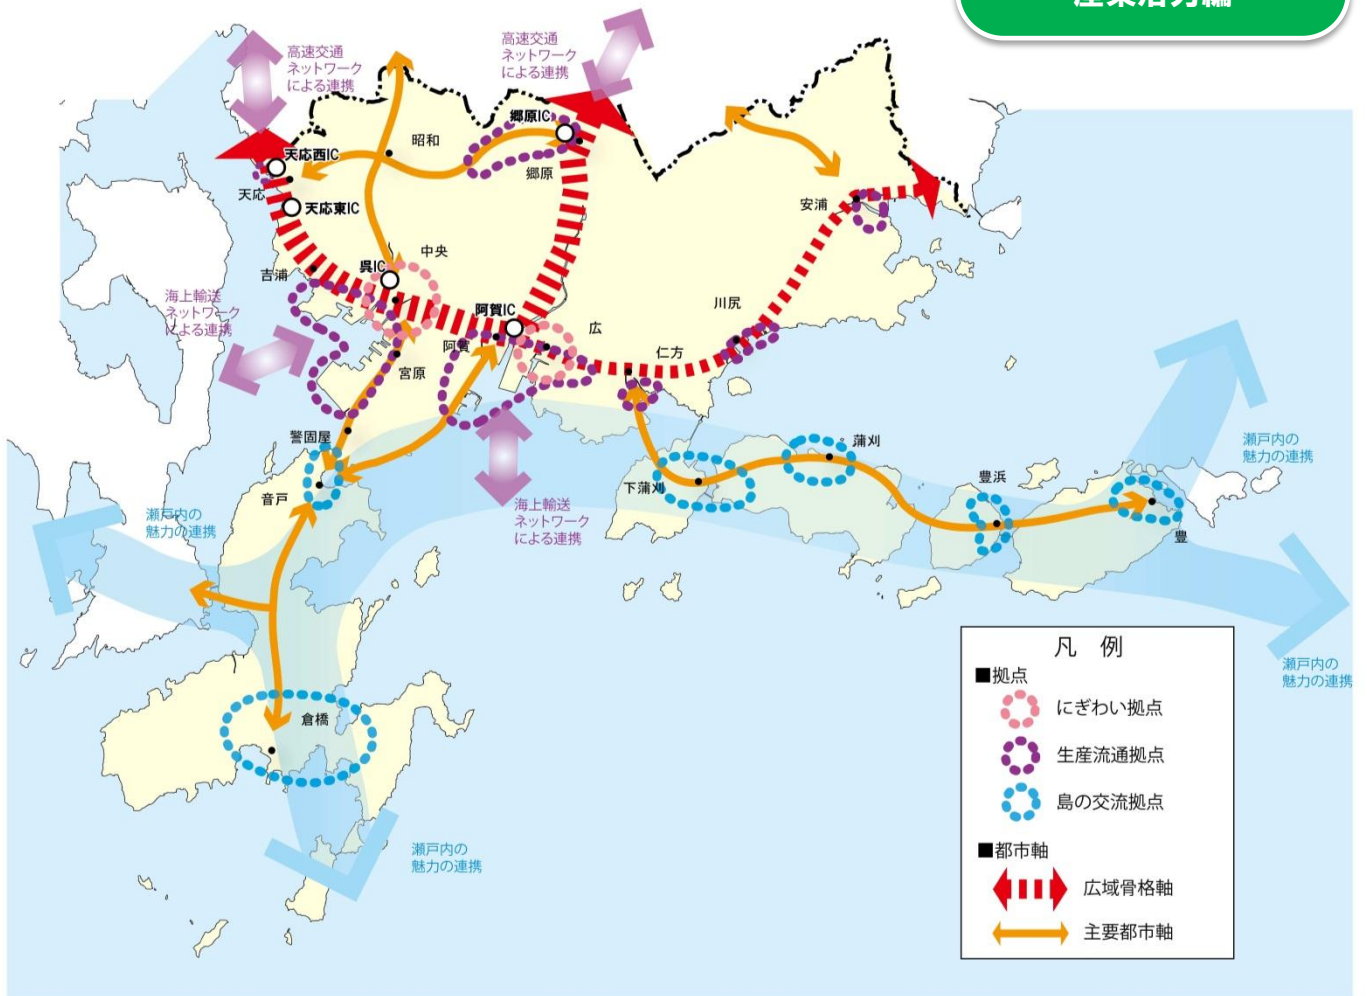 産業活力編
高速交通
ネットワーク
による連携
高速交通
ネットワーク
による連携
郷原IC
昭和
天応西IC
郷原
天応
天応東IC
安浦
中央
呉IC
吉浦
海上輸送
ネットワーク
による連携
阿賀IC
川尻
広
阿賀
仁方
宮原
警固屋
蒲刈
瀬戸内の
魅力の連携
豊浜
下蒲刈
音戸
瀬戸内の
魅力の連携
海上輸送
ネットワーク
による連携
豊
凡 例
■拠点
にぎわい拠点
生産流通拠点
島の交流拠点
■都市軸
広域骨格軸
主要都市軸
瀬戸内の
魅力の連携
倉橋
瀬戸内の
魅力の連携